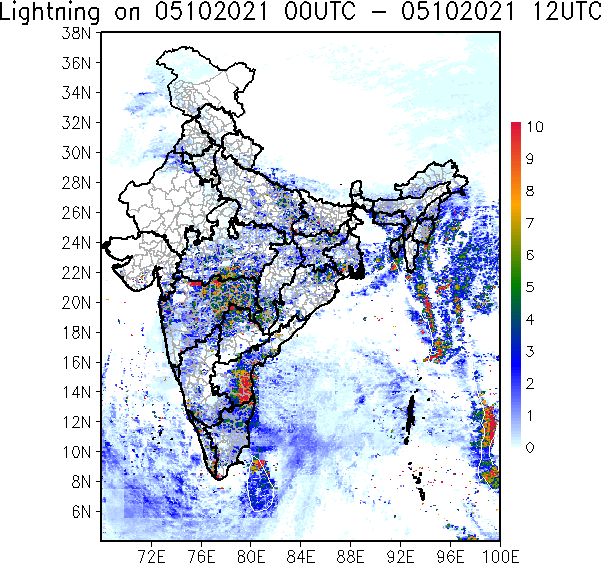 Lightning on 05102021 00UTC – 05102021 12UTC
38N
36N
34N
32N
30N
28N
26N
24N
22N
20N
18N
16N
14N
12N
10N
8N
6N
72E 76E 80E 84E 88E 92E 96E 100E
10
9
8
7
6
5
4
3
2
1
0